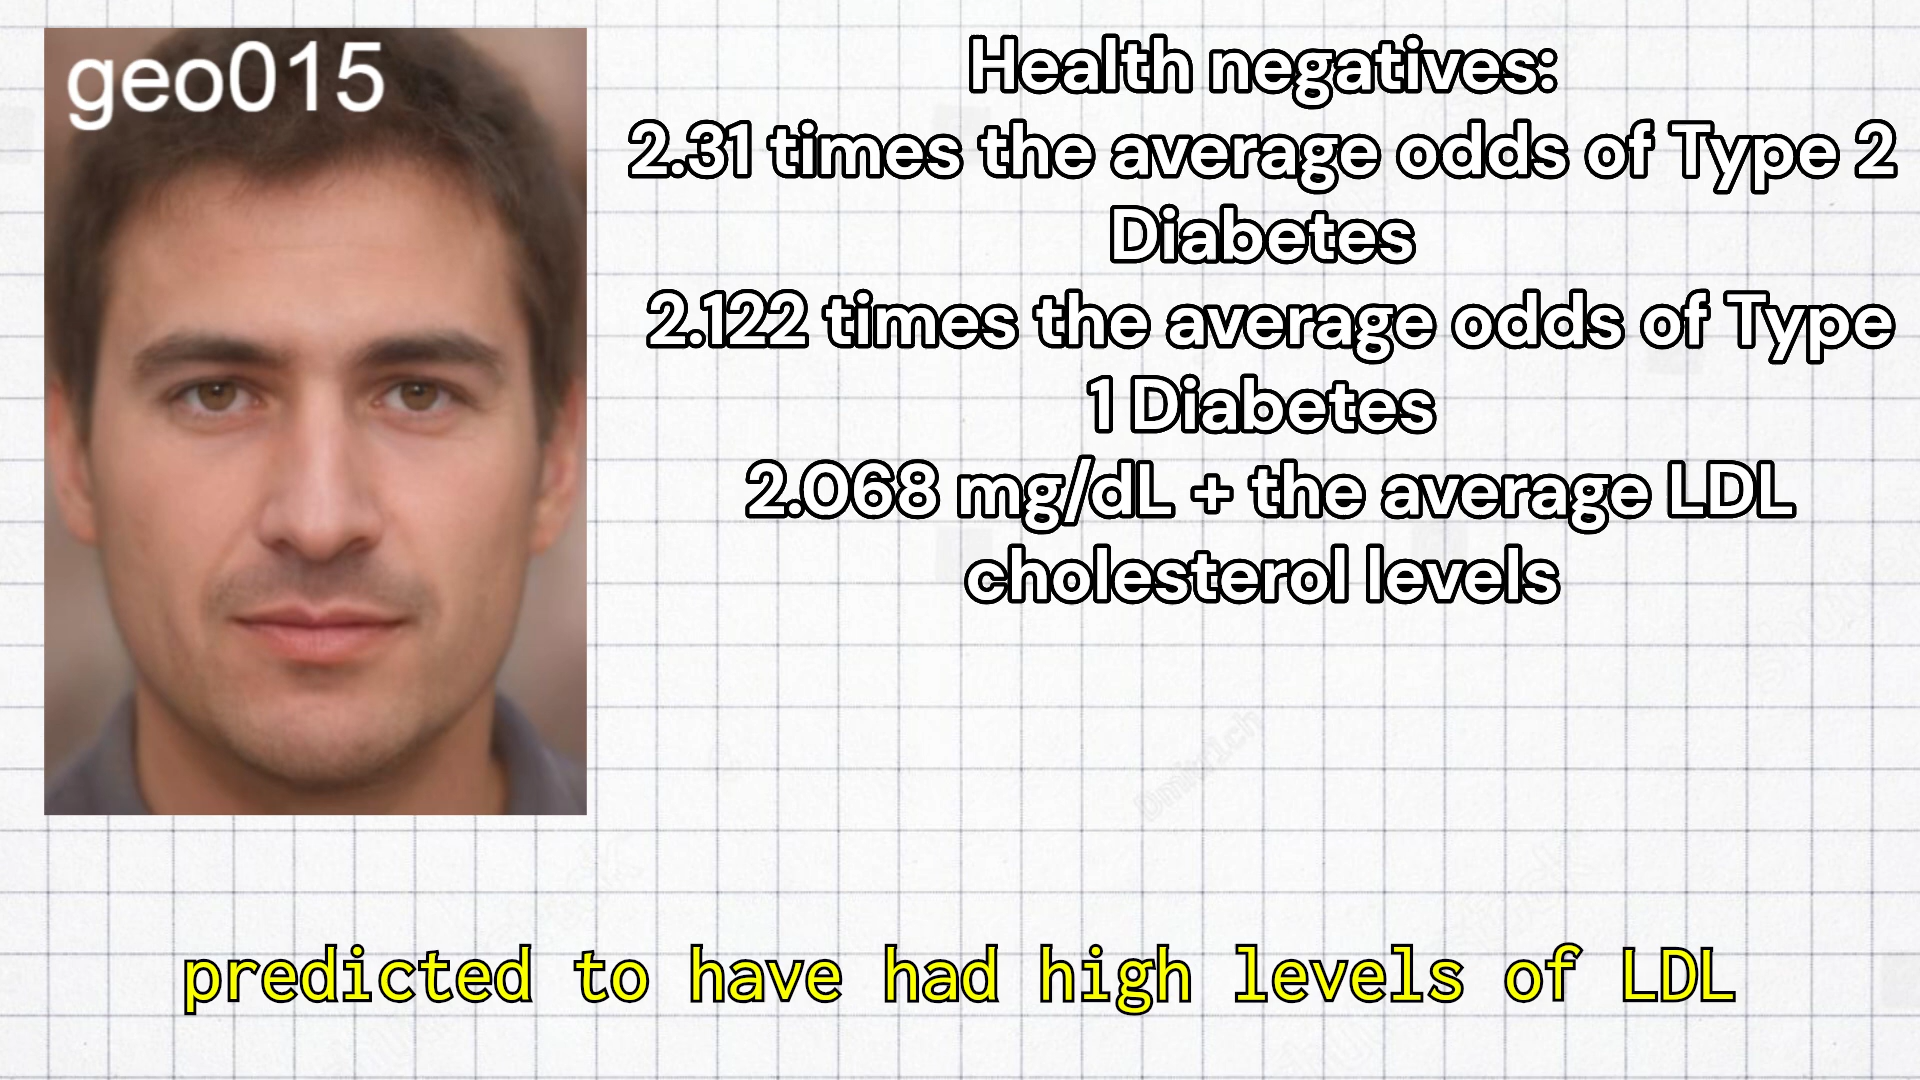 geo015
Health negatives:
2.31 times the average odds of Type 2
Diabetes
2.122 times the average odds of Type
1 Diabetes
2.068 mg/dL + the average LDL
cholesterol levels
predicted to have had high levels of LDL